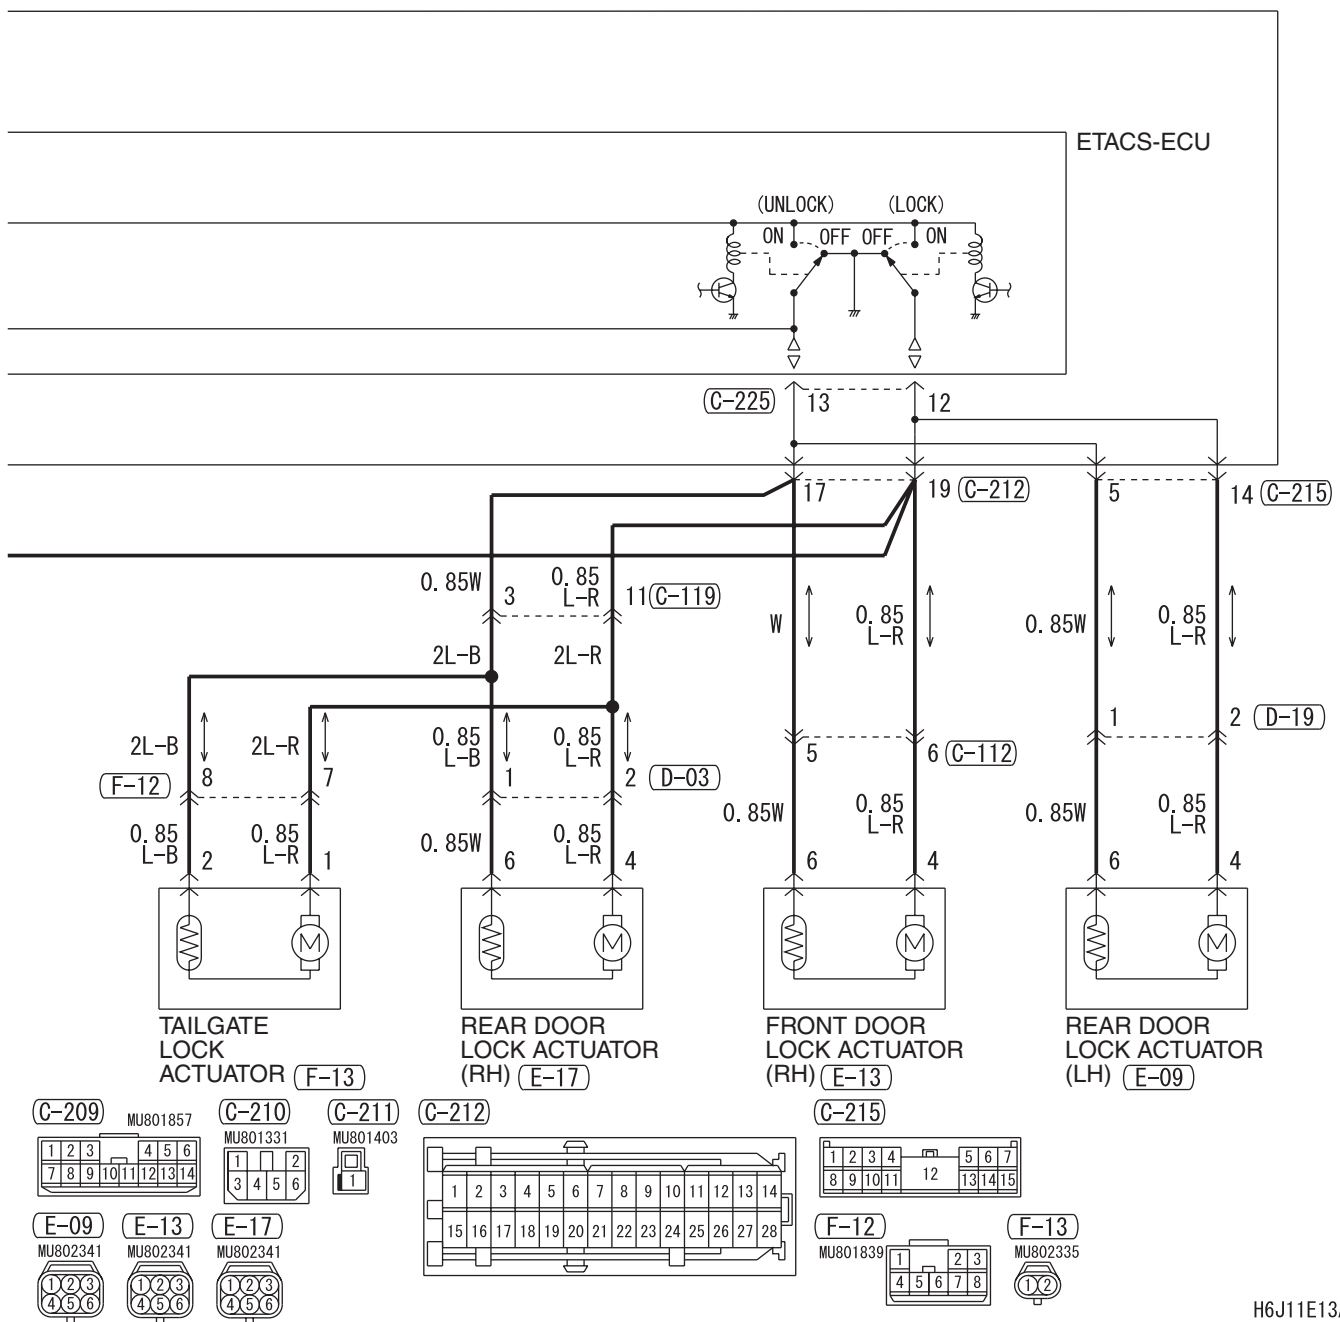 ETACS-ECU
(UNLOCK) (LOCK)
ON OFF OFF ON
C-225 13 12
17 19 C-212 5 14 C-215
0.85W 3 0.85 L-R 11 C-119
W 0.85 L-R 0.85W 0.85 L-R
2L-B 2L-R
1 2 D-19
2L-B 8 2L-R 7 0.85 L-B 1 0.85 L-R 2 D-03
5 6 C-112
F-12
0.85 L-B 2 0.85 L-R 1 0.85W 6 0.85 L-R 4
0.85W 6 0.85 L-R 4 0.85W 6 0.85 L-R 4
M M M M
TAILGATE
LOCK
ACTUATOR F-13
REAR DOOR
LOCK ACTUATOR
(RH) E-17
FRONT DOOR
LOCK ACTUATOR
(RH) E-13
REAR DOOR
LOCK ACTUATOR
(LH) E-09
C-209
MU801857
1 2 3 4 5 6
7 8 9 10 11 12 13 14
C-210
MU801331
1 2
3 4 5 6
C-211
MU801403
1
C-212
1 2 3 4 5 6 7 8 9 10 11 12 13 14
15 16 17 18 19 20 21 22 23 24 25 26 27 28
C-215
1 2 3 4 5 6 7
8 9 10 11 12 13 14 15
E-09
MU802341
1 2 3
4 5 6
E-13
MU802341
1 2 3
4 5 6
E-17
MU802341
1 2 3
4 5 6
F-12
MU801839
1 2 3
4 5 6 7 8
F-13
MU802335
1 2
H6J11E13